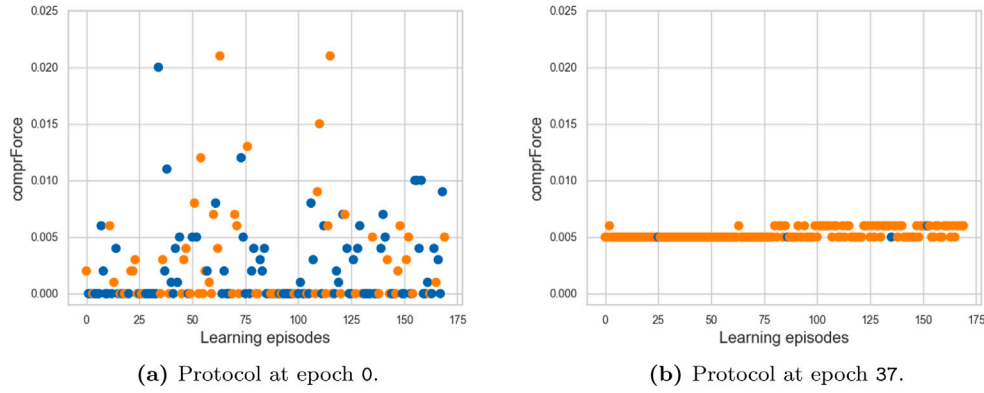 0.025
0.020
0.015
0.010
0.005
0.000
comprForce
0 25 50 75 100 125 150 175
Learning episodes
(a) Protocol at epoch 0.
0.025
0.020
0.015
0.010
0.005
0.000
comprForce
0 25 50 75 100 125 150 175
Learning episodes
(b) Protocol at epoch 37.